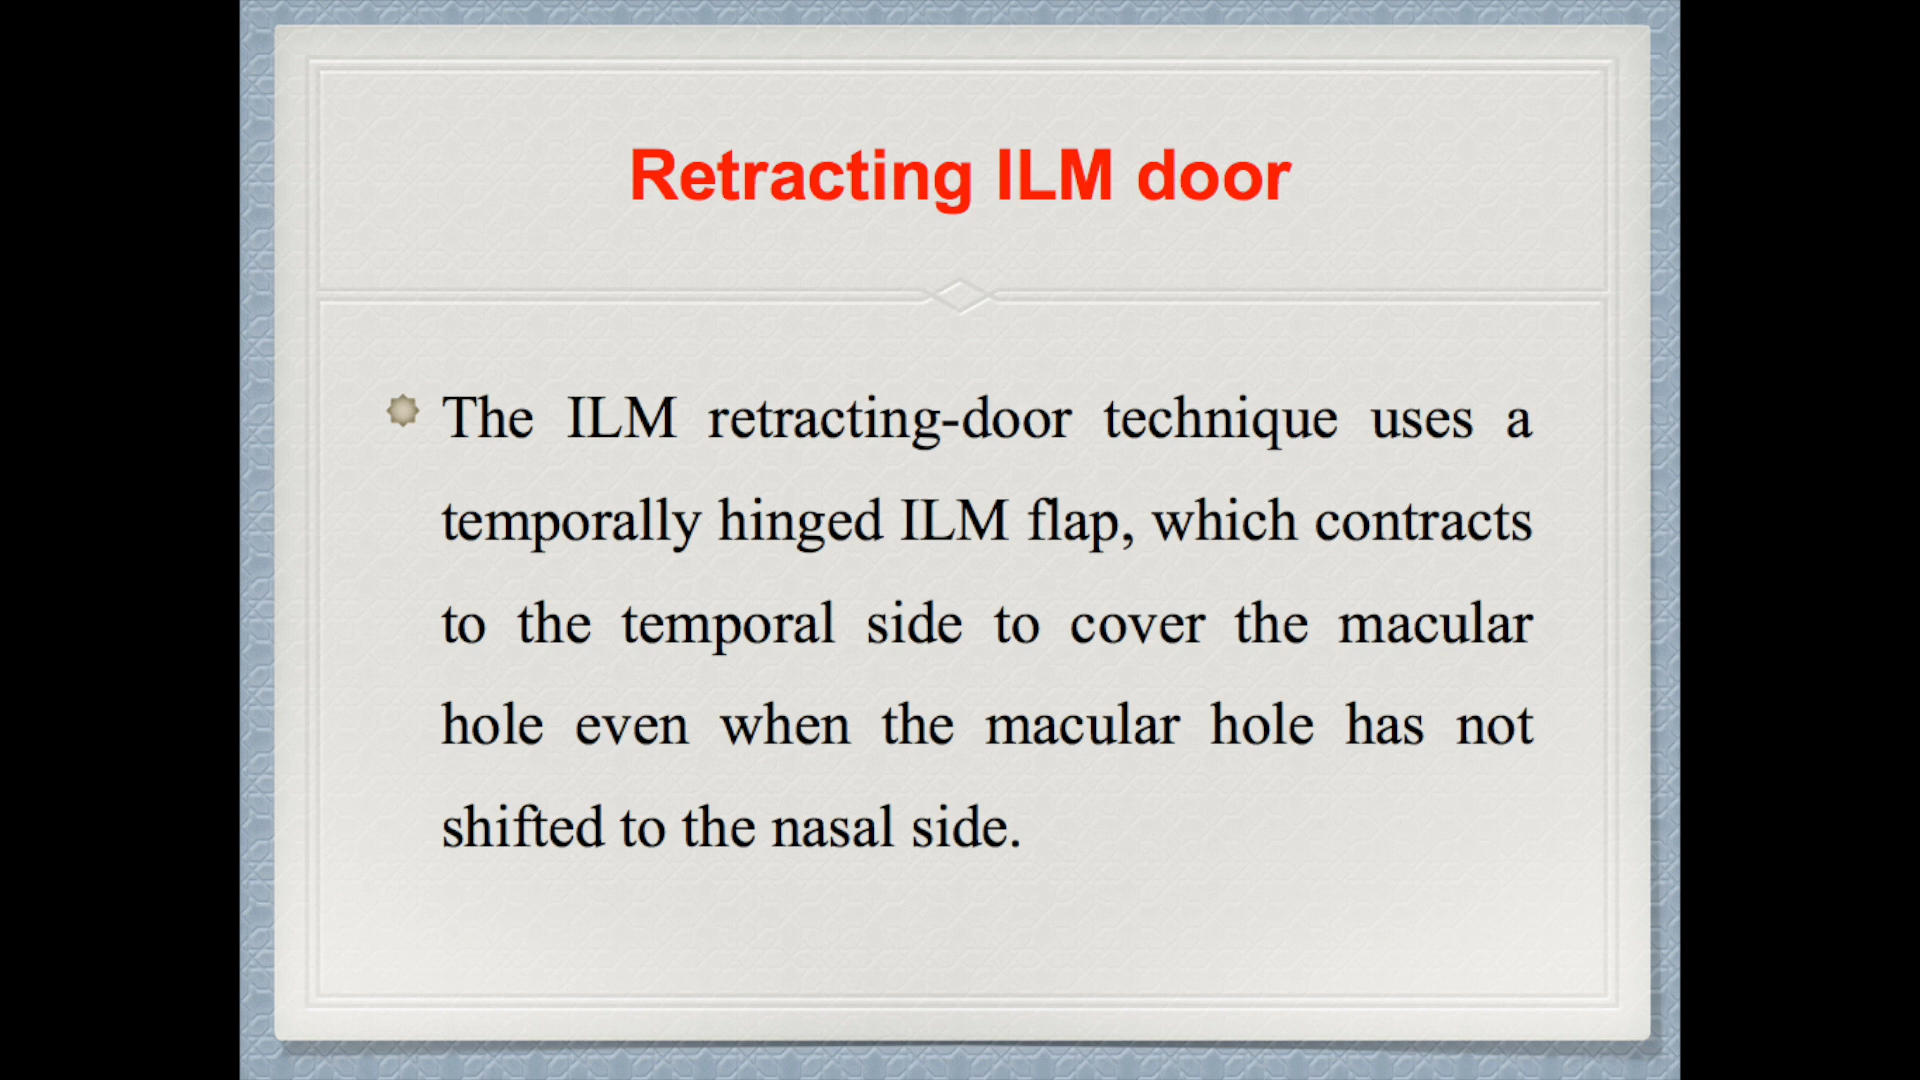 Retracting ILM door
The ILM retracting-door technique uses a
temporally hinged ILM flap, which contracts
to the temporal side to cover the macular
hole even when the macular hole has not
shifted to the nasal side.